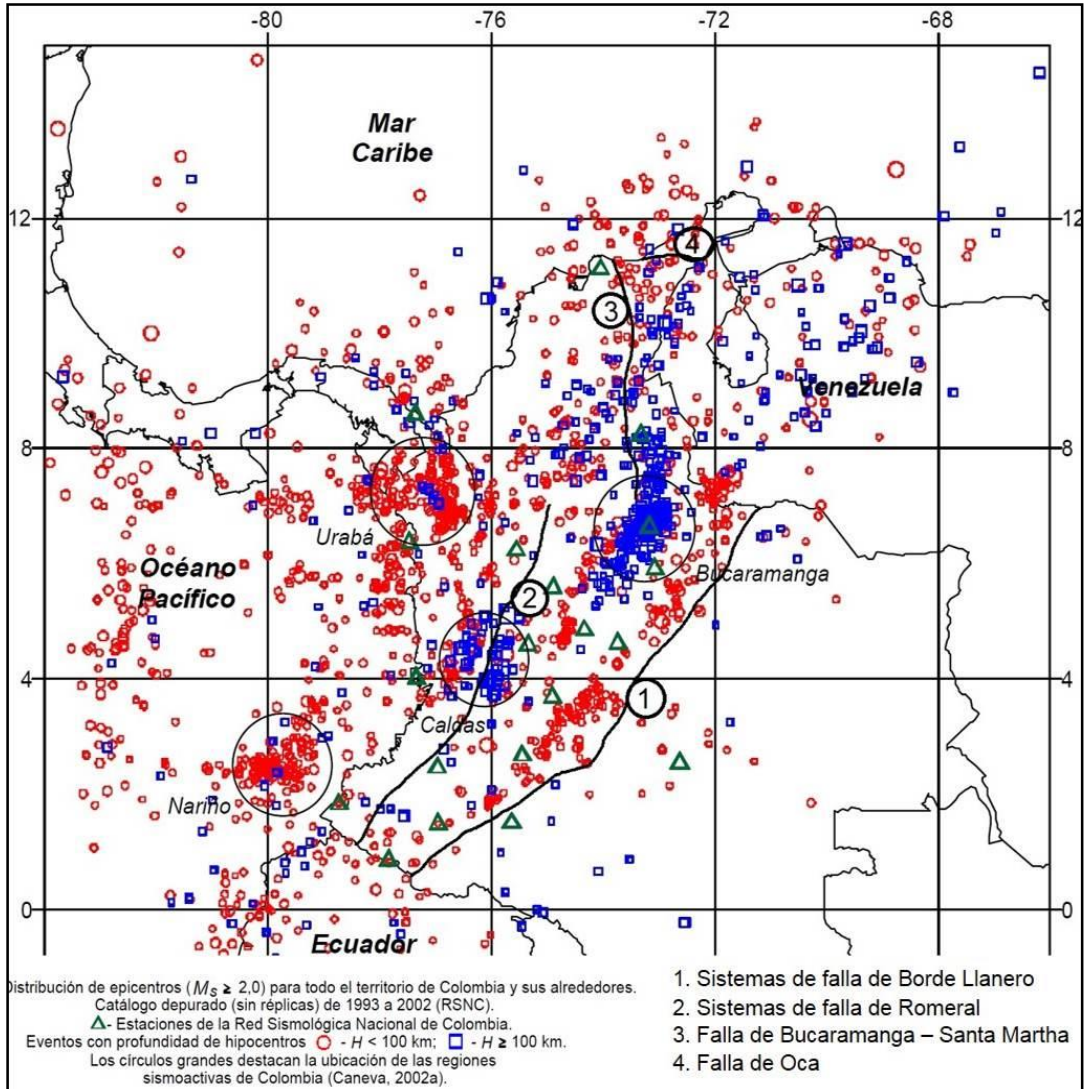 -80 -76 -72 -68
Mar
Caribe
12 12
4
3
Venezuela
8 8
Urabá
Bucaramanga
Océano
Pacífico
2
4 4
1
Caldas
Nariño
0 0
Ecuador
Distribución de epicentros (Ms ≥ 2,0) para todo el territorio de Colombia y sus alrededores.
Catálogo depurado (sin réplicas) de 1993 a 2002 (RSNC).
- Estaciones de la Red Sismológica Nacional de Colombia.
Eventos con profundidad de hipocentros - H < 100 km; - H ≥ 100 km.
Los círculos grandes destacan la ubicación de las regiones
sismoactivas de Colombia (Caneva, 2002a).
1. Sistemas de falla de Borde Llanero
2. Sistemas de falla de Romeral
3. Falla de Bucaramanga – Santa Martha
4. Falla de Oca